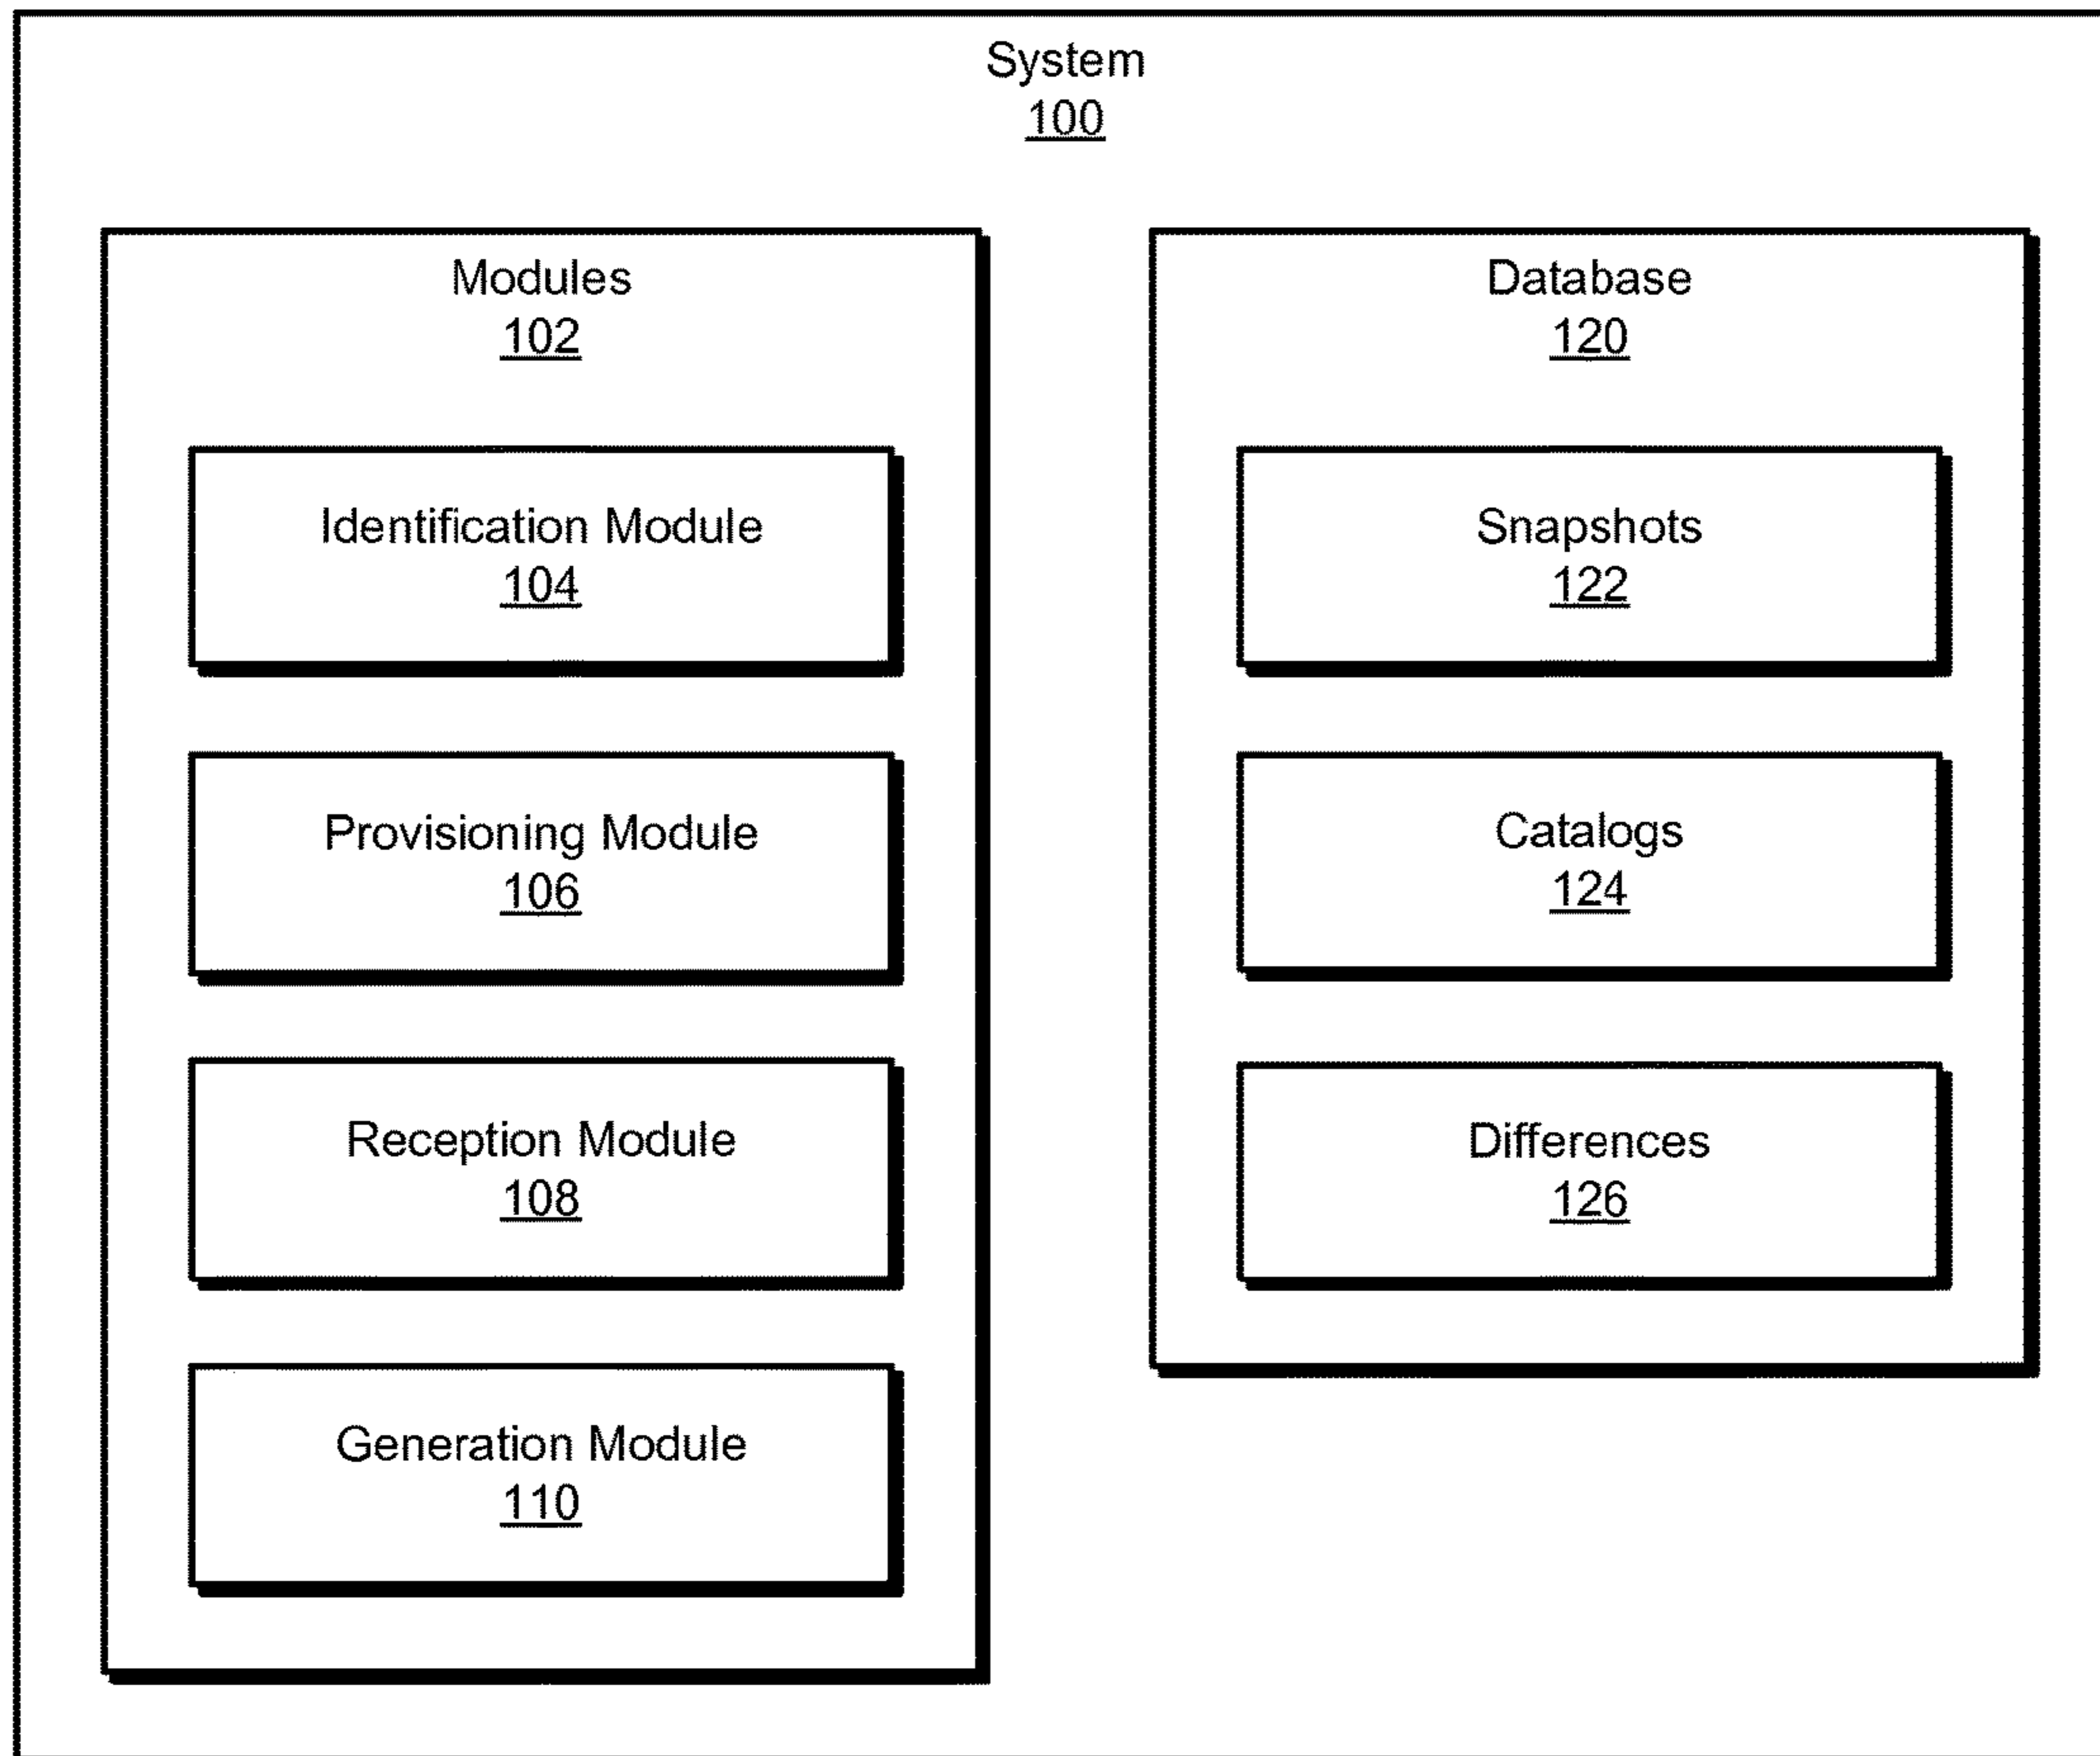 System
100
Modules
102
Identification Module
104
Provisioning Module
106
Reception Module
108
Generation Module
110
Database
120
Snapshots
122
Catalogs
124
Differences
126